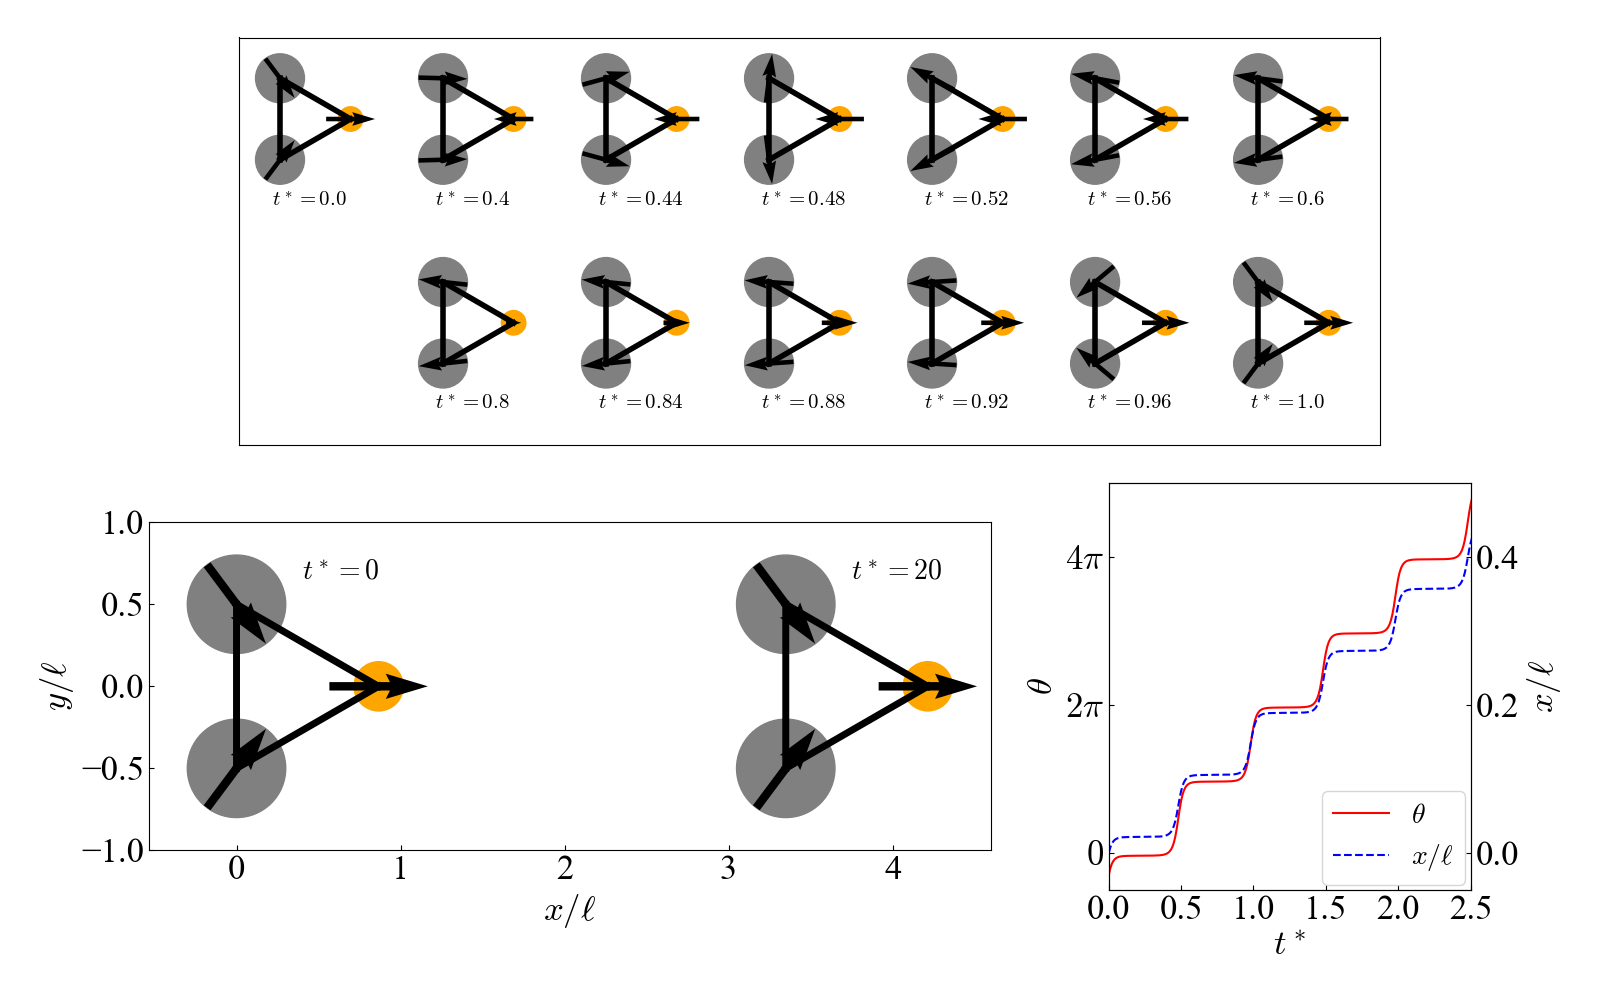 t* = 0.0 t* = 0.4 t* = 0.44 t* = 0.48 t* = 0.52 t* = 0.56 t* = 0.6
t* = 0.8 t* = 0.84 t* = 0.88 t* = 0.92 t* = 0.96 t* = 1.0
1.0
0.5
0.0
−0.5
−1.0
y/ℓ
t* = 0
t* = 20
0 1 2 3 4
x/ℓ
4π
2π
0
θ
0.4
0.2
0.0
x/ℓ
θ
x/ℓ
0.0 0.5 1.0 1.5 2.0 2.5
t*